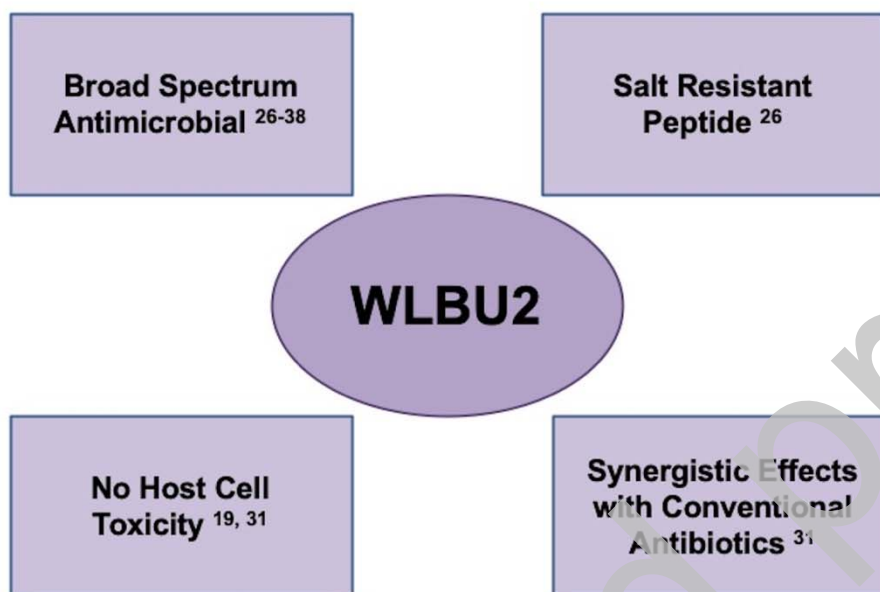 Broad Spectrum
Antimicrobial 26-38
Salt Resistant
Peptide 26
WLBU2
No Host Cell
Toxicity 19, 31
Synergistic Effects
with Conventional
Antibiotics 31